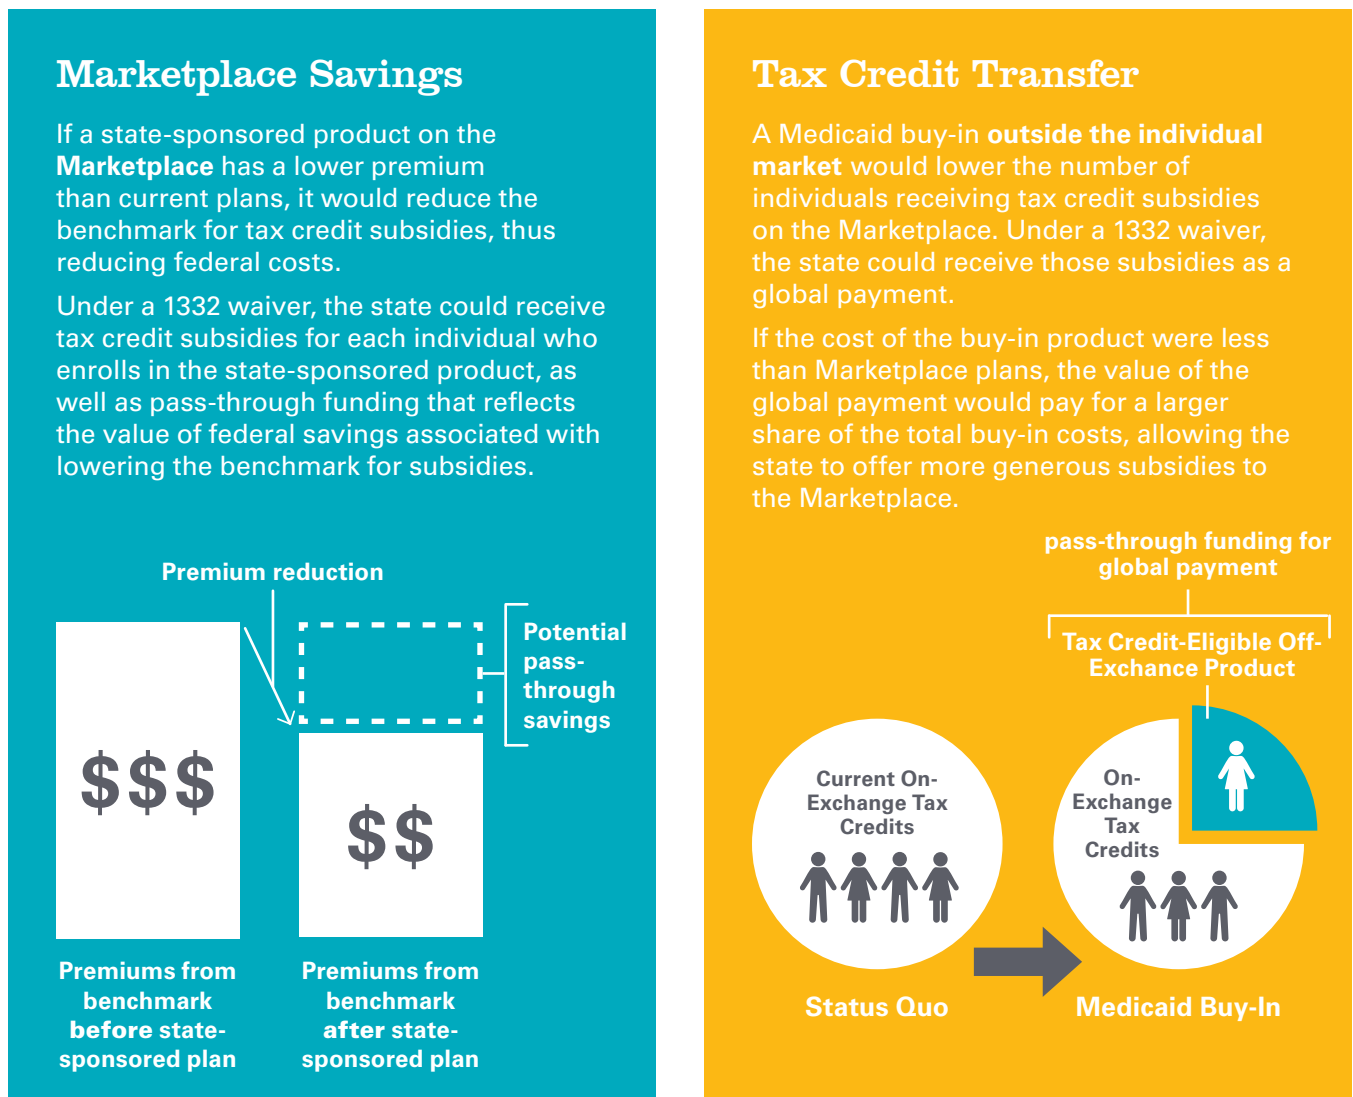 Marketplace Savings
If a state-sponsored product on the
Marketplace has a lower premium
than current plans, it would reduce the
benchmark for tax credit subsidies, thus
reducing federal costs.
Under a 1332 waiver, the state could receive
tax credit subsidies for each individual who
enrolls in the state-sponsored product, as
well as pass-through funding that reflects
the value of federal savings associated with
lowering the benchmark for subsidies.
Premium reduction
Potential
pass-
through
savings
$$$
$$
Premiums from
benchmark
before state-
sponsored plan
Premiums from
benchmark
after state-
sponsored plan
Tax Credit Transfer
A Medicaid buy-in outside the individual
market would lower the number of
individuals receiving tax credit subsidies
on the Marketplace. Under a 1332 waiver,
the state could receive those subsidies as a
global payment.
If the cost of the buy-in product were less
than Marketplace plans, the value of the
global payment would pay for a larger
share of the total buy-in costs, allowing the
state to offer more generous subsidies to
the Marketplace.
pass-through funding for
global payment
Tax Credit-Eligible Off-
Exchance Product
Current On-
Exchange Tax
Credits
On-
Exchange
Tax
Credits
Status Quo
Medicaid Buy-In